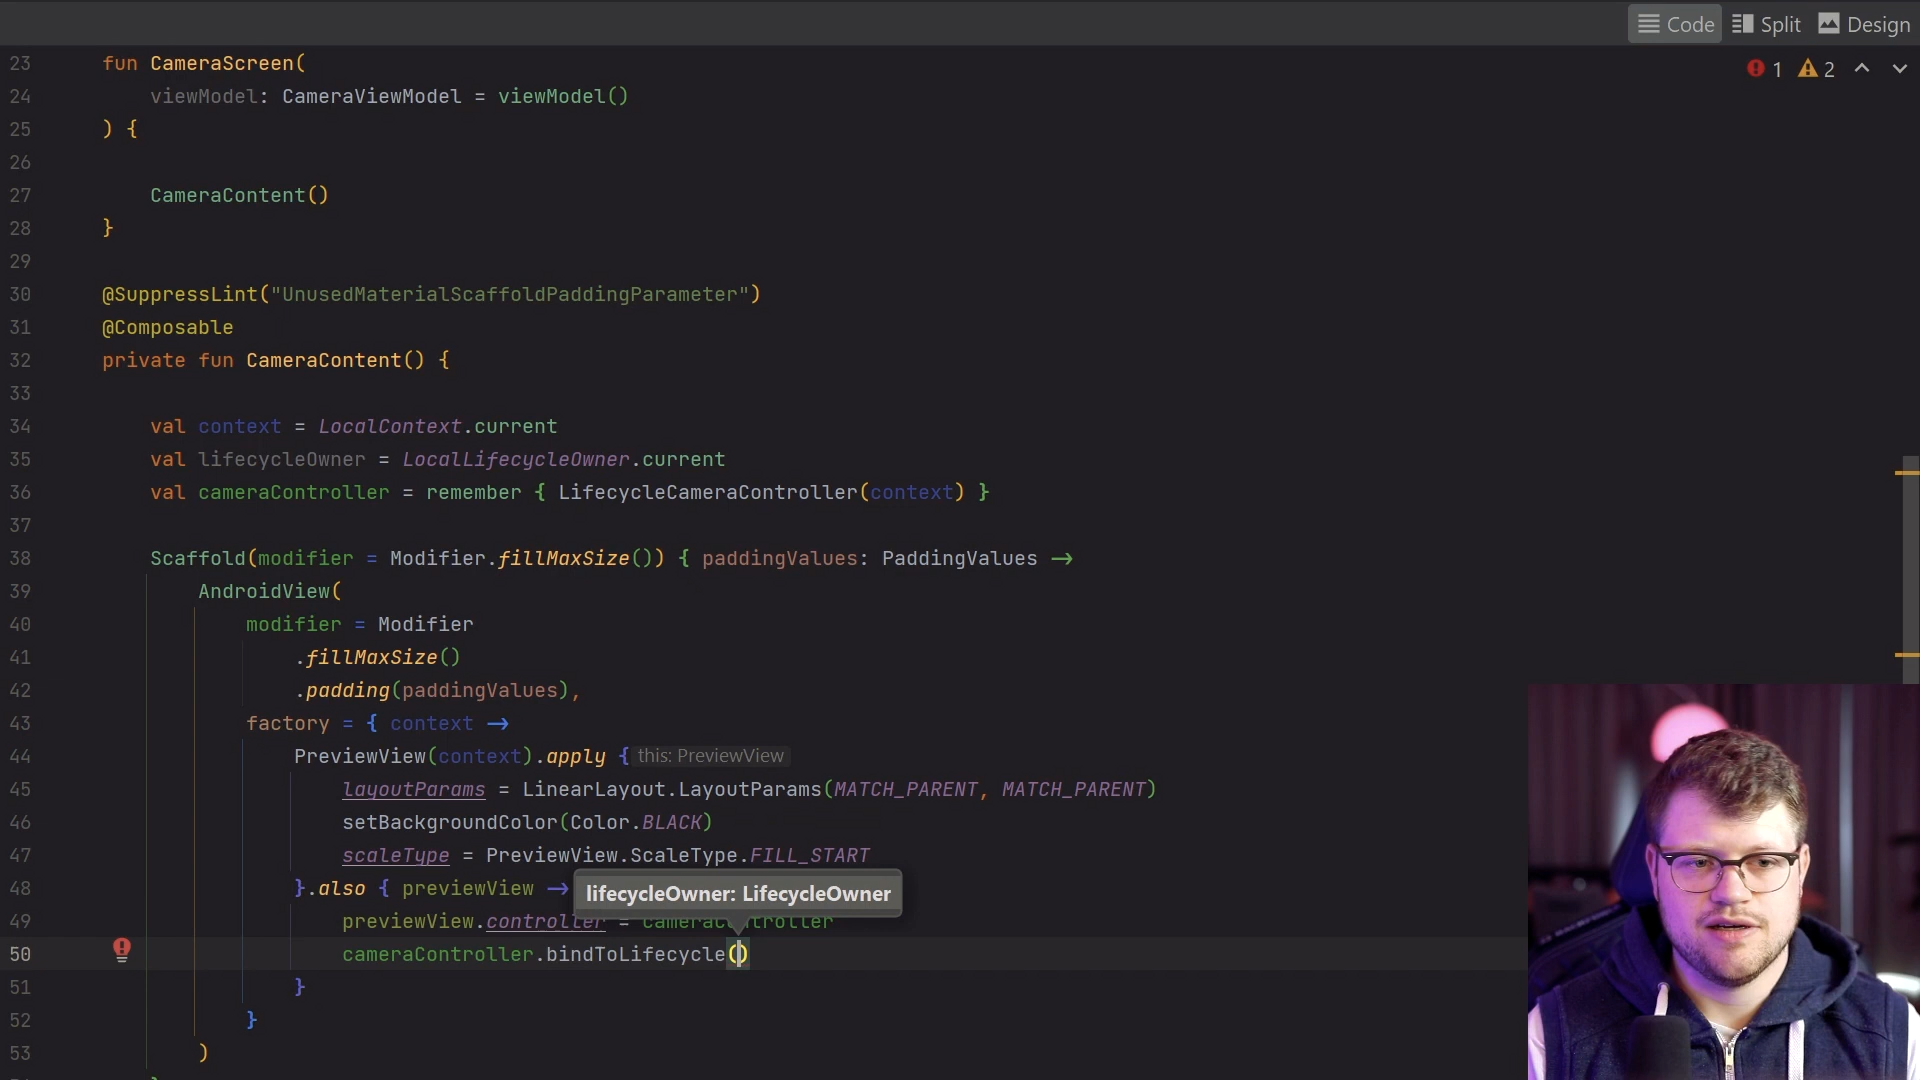 Code Split Design
1 2
23 fun CameraScreen(
24 viewModel: CameraViewModel = viewModel()
25 ) {
26
27 CameraContent()
28 }
29
30 @SuppressLint("UnusedMaterialScaffoldPaddingParameter")
31 @Composable
32 private fun CameraContent() {
33
34 val context = LocalContext.current
35 val lifecycleOwner = LocalLifecycleOwner.current
36 val cameraController = remember { LifecycleCameraController(context) }
37
38 Scaffold(modifier = Modifier.fillMaxSize()) { paddingValues: PaddingValues →
39 AndroidView(
40 modifier = Modifier
41 .fillMaxSize()
42 .padding(paddingValues),
43 factory = { context →
44 PreviewView(context).apply { this: PreviewView
45 layoutParams = LinearLayout.LayoutParams(MATCH_PARENT, MATCH_PARENT)
46 setBackgroundColor(Color.BLACK)
47 scaleType = PreviewView.ScaleType.FILL_START
48 }.also { previewView →
lifecycleOwner: LifecycleOwner
49 previewView.controller = cameraController
50 cameraController.bindToLifecycle()
51 }
52 }
53 )